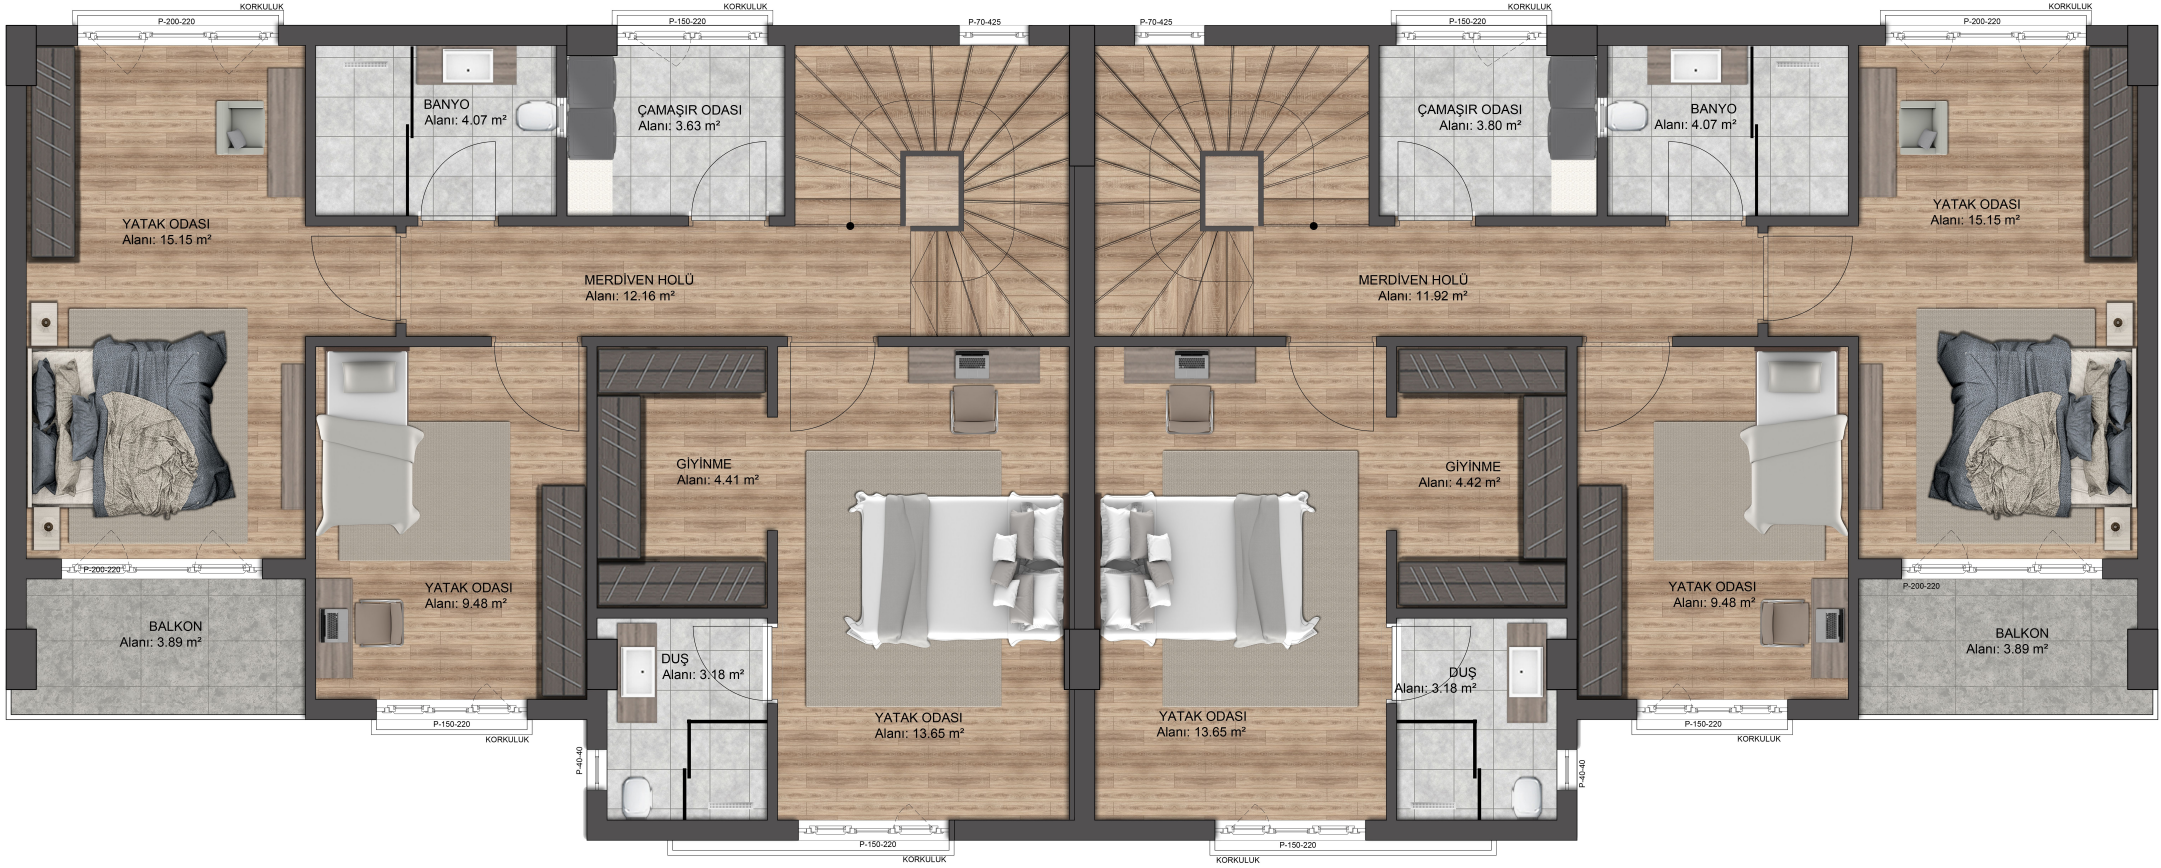 KORKULUK
KORKULUK
KORKULUK
KORKULUK
P-200-220
P-150-220
P-70-425
P-70-425
P-150-220
P-200-220
BANYO
Alanı: 4.07 m²
ÇAMAŞIR ODASI
Alanı: 3.63 m²
ÇAMAŞIR ODASI
Alanı: 3.80 m²
BANYO
Alanı: 4.07 m²
YATAK ODASI
Alanı: 15.15 m²
YATAK ODASI
Alanı: 15.15 m²
MERDİVEN HOLÜ
Alanı: 12.16 m²
MERDİVEN HOLÜ
Alanı: 11.92 m²
GİYİNME
Alanı: 4.41 m²
GİYİNME
Alanı: 4.42 m²
P-200-220
P-200-220
YATAK ODASI
Alanı: 9.48 m²
YATAK ODASI
Alanı: 9.48 m²
BALKON
Alanı: 3.89 m²
BALKON
Alanı: 3.89 m²
DUŞ
Alanı: 3.18 m²
DUŞ
Alanı: 3.18 m²
YATAK ODASI
Alanı: 13.65 m²
YATAK ODASI
Alanı: 13.65 m²
P-150-220
KORKULUK
P-150-220
KORKULUK
P-40-40
P-40-40
P-150-220
KORKULUK
P-150-220
KORKULUK